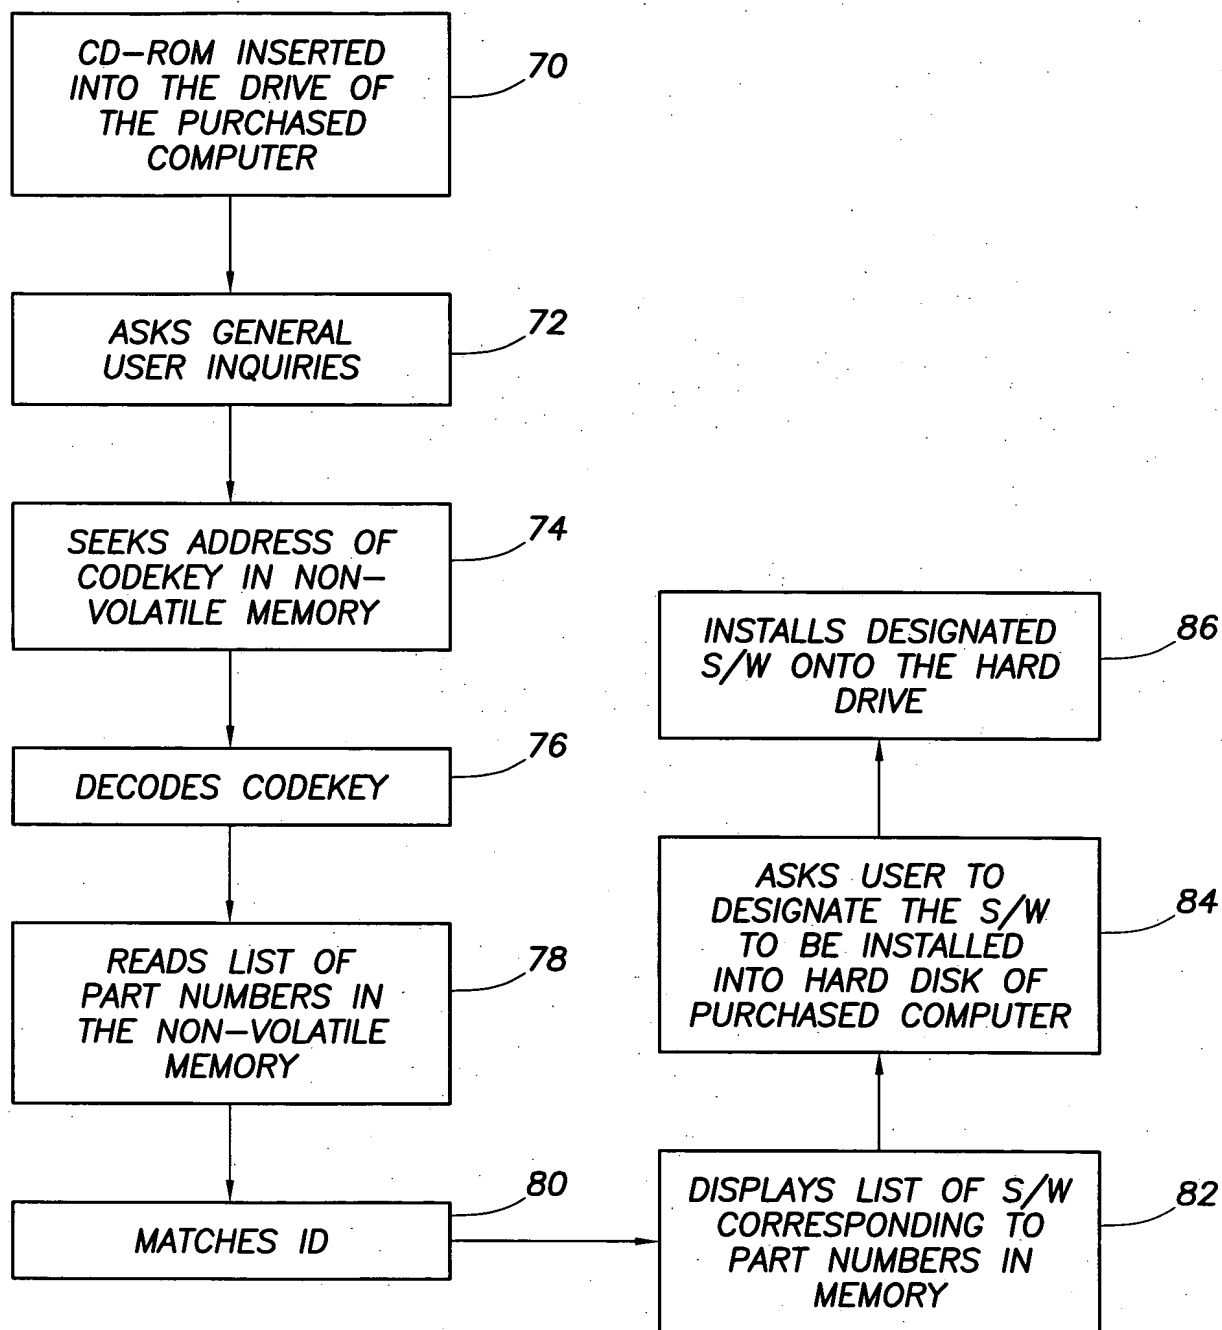 CD-ROM INSERTED
INTO THE DRIVE OF
THE PURCHASED
COMPUTER
70
ASKS GENERAL
USER INQUIRIES
72
SEEKS ADDRESS OF
CODEKEY IN NON-
VOLATILE MEMORY
74
DECODES CODEKEY
76
READS LIST OF
PART NUMBERS IN
THE NON-VOLATILE
MEMORY
78
MATCHES ID
80
DISPLAYS LIST OF S/W
CORRESPONDING TO
PART NUMBERS IN
MEMORY
82
ASKS USER TO
DESIGNATE THE S/W
TO BE INSTALLED
INTO HARD DISK OF
PURCHASED COMPUTER
84
INSTALLS DESIGNATED
S/W ONTO THE HARD
DRIVE
86